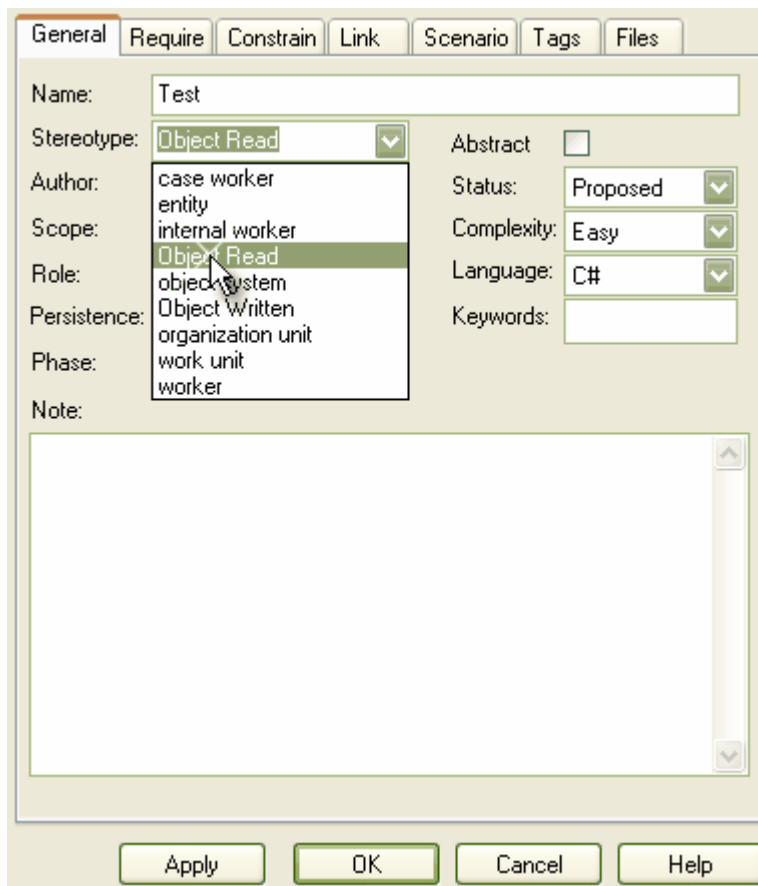 General Require Constrain Link Scenario Tags Files
Name: Test
Stereotype: Object Read Abstract
Author: case worker Status: Proposed
entity
Scope: internal worker Complexity: Easy
Object Read
Role: object system Language: C#
Persistence: Object Written Keywords:
organization unit
Phase: work unit
worker
Note:
Apply OK Cancel Help